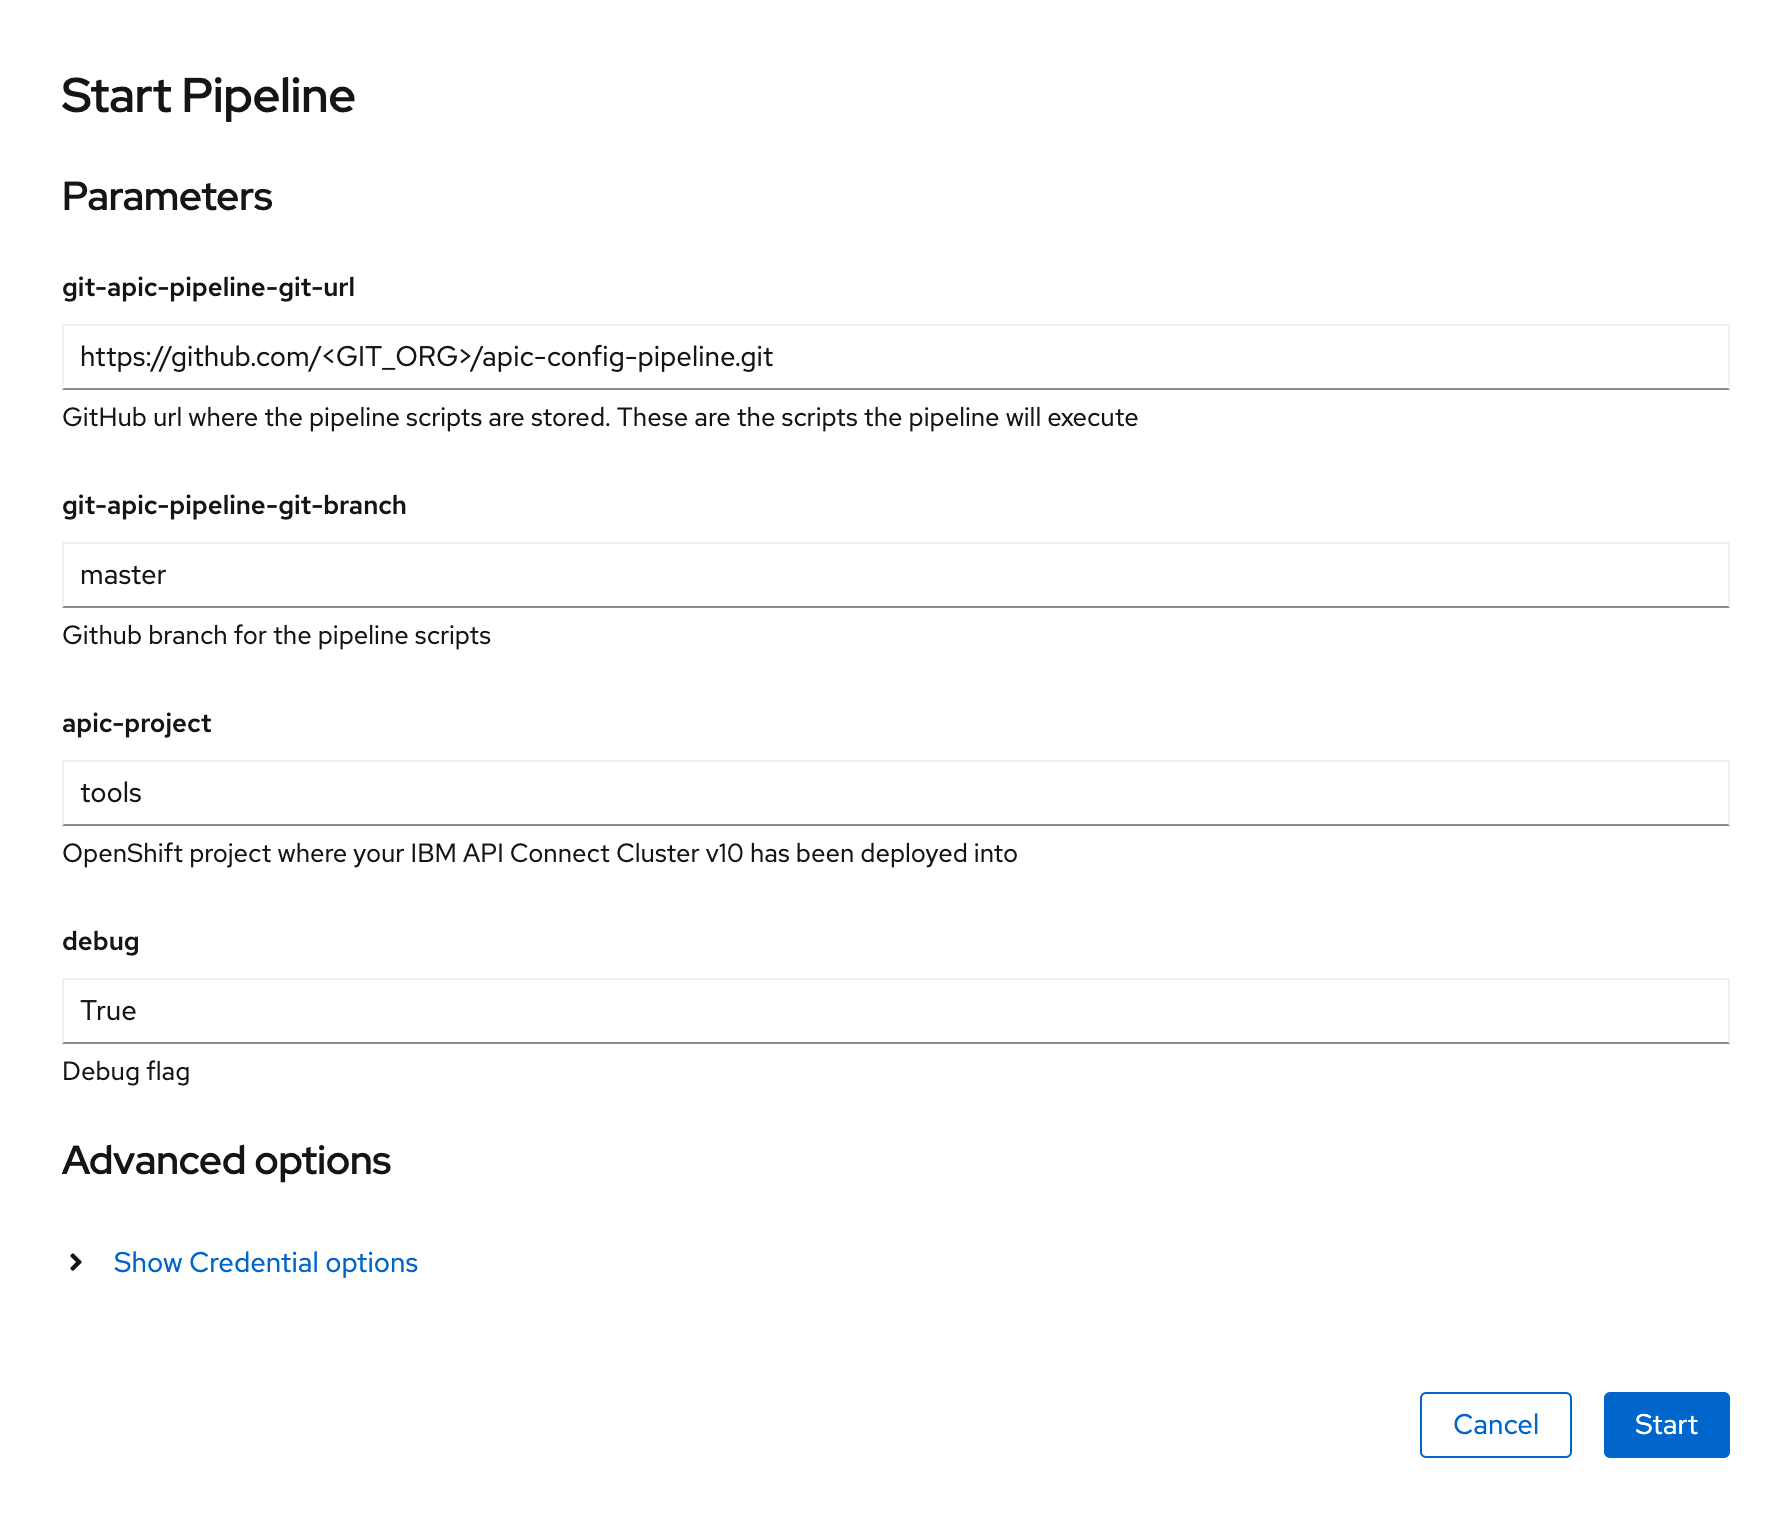 Start Pipeline
Parameters
git-apic-pipeline-git-url
https://github.com/<GIT_ORG>/apic-config-pipeline.git
GitHub url where the pipeline scripts are stored. These are the scripts the pipeline will execute
git-apic-pipeline-git-branch
master
Github branch for the pipeline scripts
apic-project
tools
OpenShift project where your IBM API Connect Cluster v10 has been deployed into
debug
True
Debug flag
Advanced options
Show Credential options
Cancel
Start